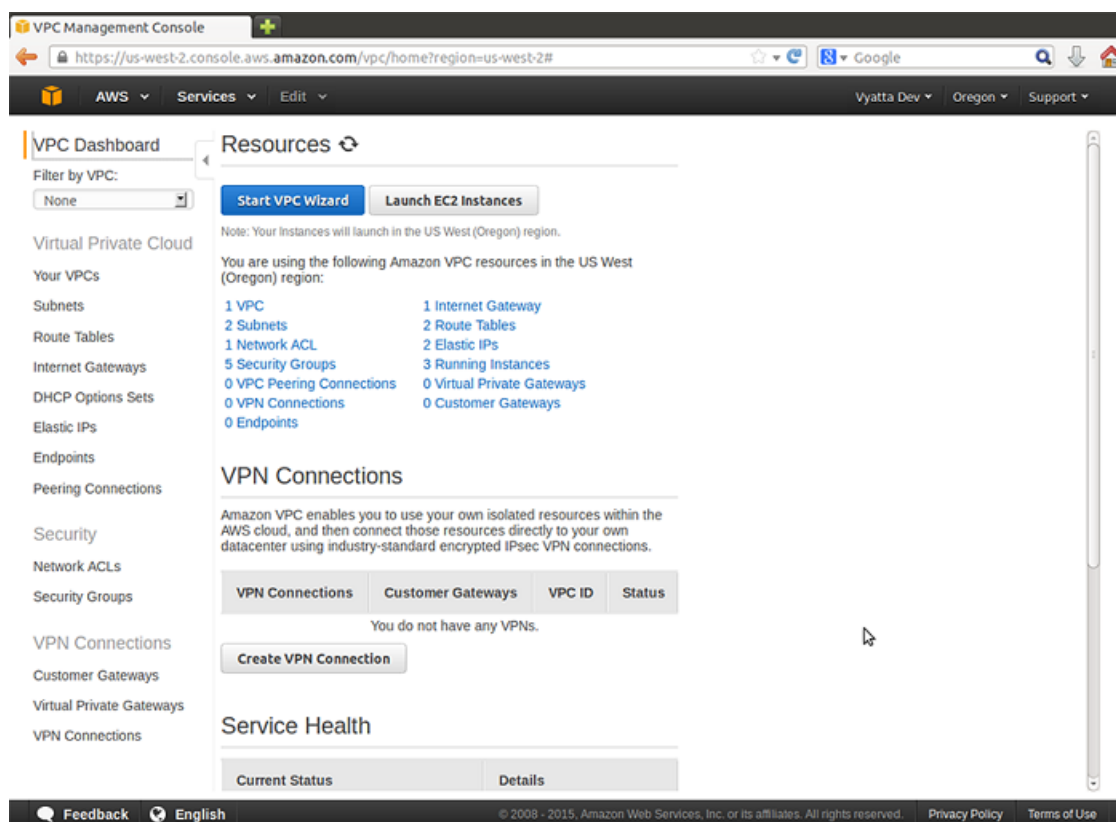 VPC Management Console
https://us-west-2.console.aws.amazon.com/vpc/home?region=us-west-2#
Google
AWS Services Edit Vyatta Dev Oregon Support
VPC Dashboard
Filter by VPC:
None
Virtual Private Cloud
Your VPCs
Subnets
Route Tables
Internet Gateways
DHCP Options Sets
Elastic IPs
Endpoints
Peering Connections
Security
Network ACLs
Security Groups
VPN Connections
Customer Gateways
Virtual Private Gateways
VPN Connections
Resources
Start VPC Wizard Launch EC2 Instances
Note: Your Instances will launch in the US West (Oregon) region.
You are using the following Amazon VPC resources in the US West
(Oregon) region:
1 VPC 1 Internet Gateway
2 Subnets 2 Route Tables
1 Network ACL 2 Elastic IPs
5 Security Groups 3 Running Instances
0 VPC Peering Connections 0 Virtual Private Gateways
0 VPN Connections 0 Customer Gateways
0 Endpoints
VPN Connections
Amazon VPC enables you to use your own isolated resources within the
AWS cloud, and then connect those resources directly to your own
datacenter using industry-standard encrypted IPsec VPN connections.
VPN Connections Customer Gateways VPC ID Status
You do not have any VPNs.
Create VPN Connection
Service Health
Current Status Details
Feedback English © 2008 - 2015, Amazon Web Services, Inc. or its affiliates. All rights reserved. Privacy Policy Terms of Use